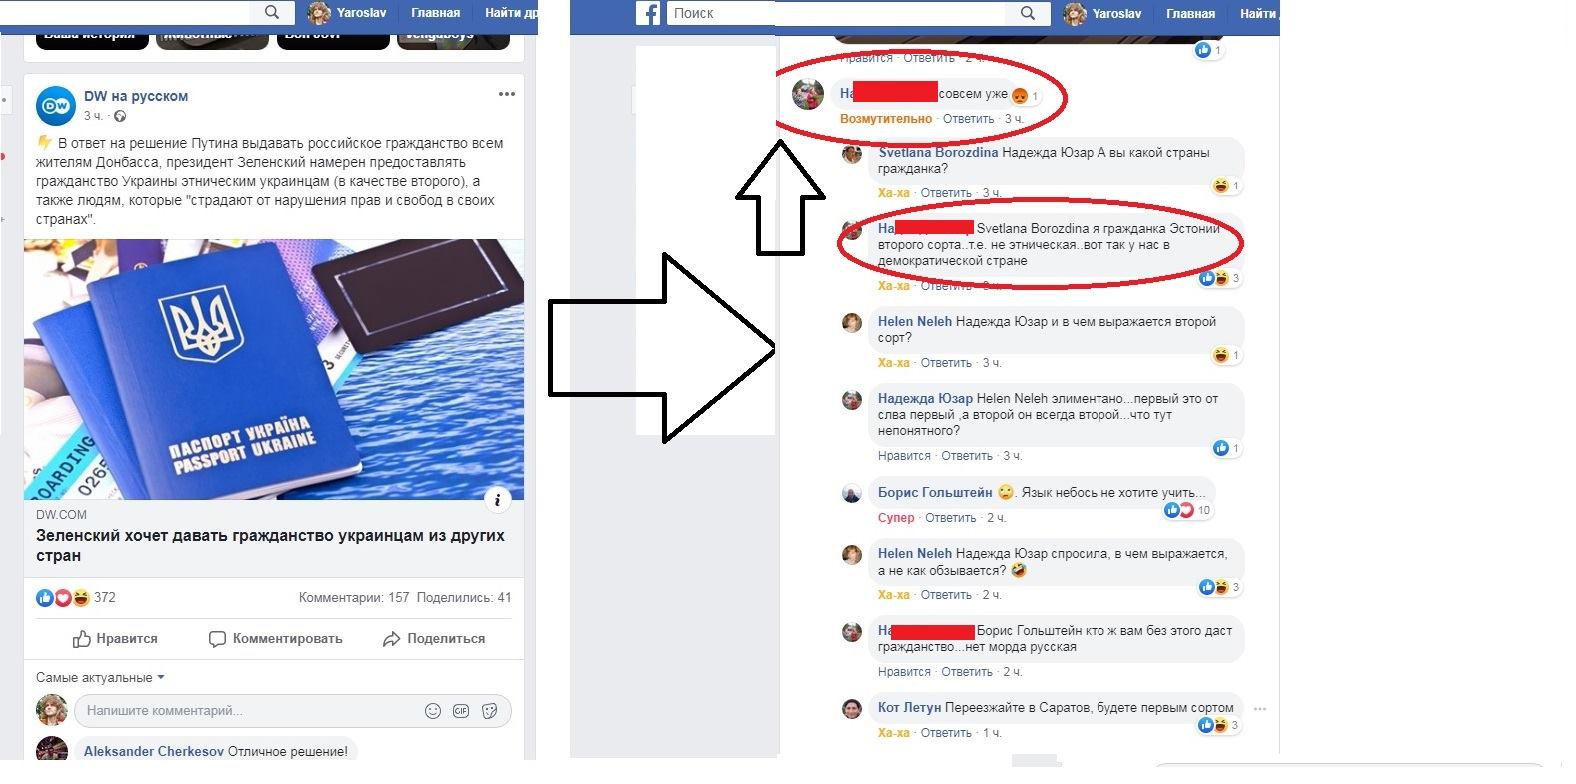 Yaroslav Главная Найти др
Ваша история Животные Bon Jovi Vengaboys
DW на русском
3 ч.
В ответ на решение Путина выдавать российское гражданство всем
жителям Донбасса, президент Зеленский намерен предоставлять
гражданство Украины этническим украинцам (в качестве второго), а
также людям, которые "страдают от нарушения прав и свобод в своих
странах".
ПАСПОРТ УКРАЇНА
PASSPORT UKRAINE
BOARDING
026
SECURITY
DW.COM
Зеленский хочет давать гражданство украинцам из других
стран
372 Комментарии: 157 Поделились: 41
Нравится Комментировать Поделиться
Самые актуальные
Напишите комментарий...
GIF
Aleksander Cherkesov Отличное решение!
Поиск Yaroslav Главная Найти
1
Нравится · Ответить · 2 ч.
На совсем уже 1
Возмутительно · Ответить · 3 ч.
Svetlana Borozdina Надежда Юзар А вы какой страны
гражданка?
1
Ха-ха · Ответить · 3 ч.
На Svetlana Borozdina я гражданка Эстонии
второго сорта..т.е. не этническая..вот так у нас в
демократической стране
3
Ха-ха · Ответить · 3 ч.
Helen Neleh Надежда Юзар и в чем выражается второй
сорт?
1
Ха-ха · Ответить · 3 ч.
Надежда Юзар Helen Neleh элиментано...первый это от
слва первый ,а второй он всегда второй...что тут
непонятного?
1
Нравится · Ответить · 3 ч.
Борис Гольштейн . Язык небось не хотите учить...
10
Супер · Ответить · 2 ч.
Helen Neleh Надежда Юзар спросила, в чем выражается,
а не как обзывается?
3
Ха-ха · Ответить · 2 ч.
На Борис Гольштейн кто ж вам без этого даст
гражданство...нет морда русская
Нравится · Ответить · 2 ч.
Кот Летун Переезжайте в Саратов, будете первым сортом
3
Ха-ха · Ответить · 1 ч.